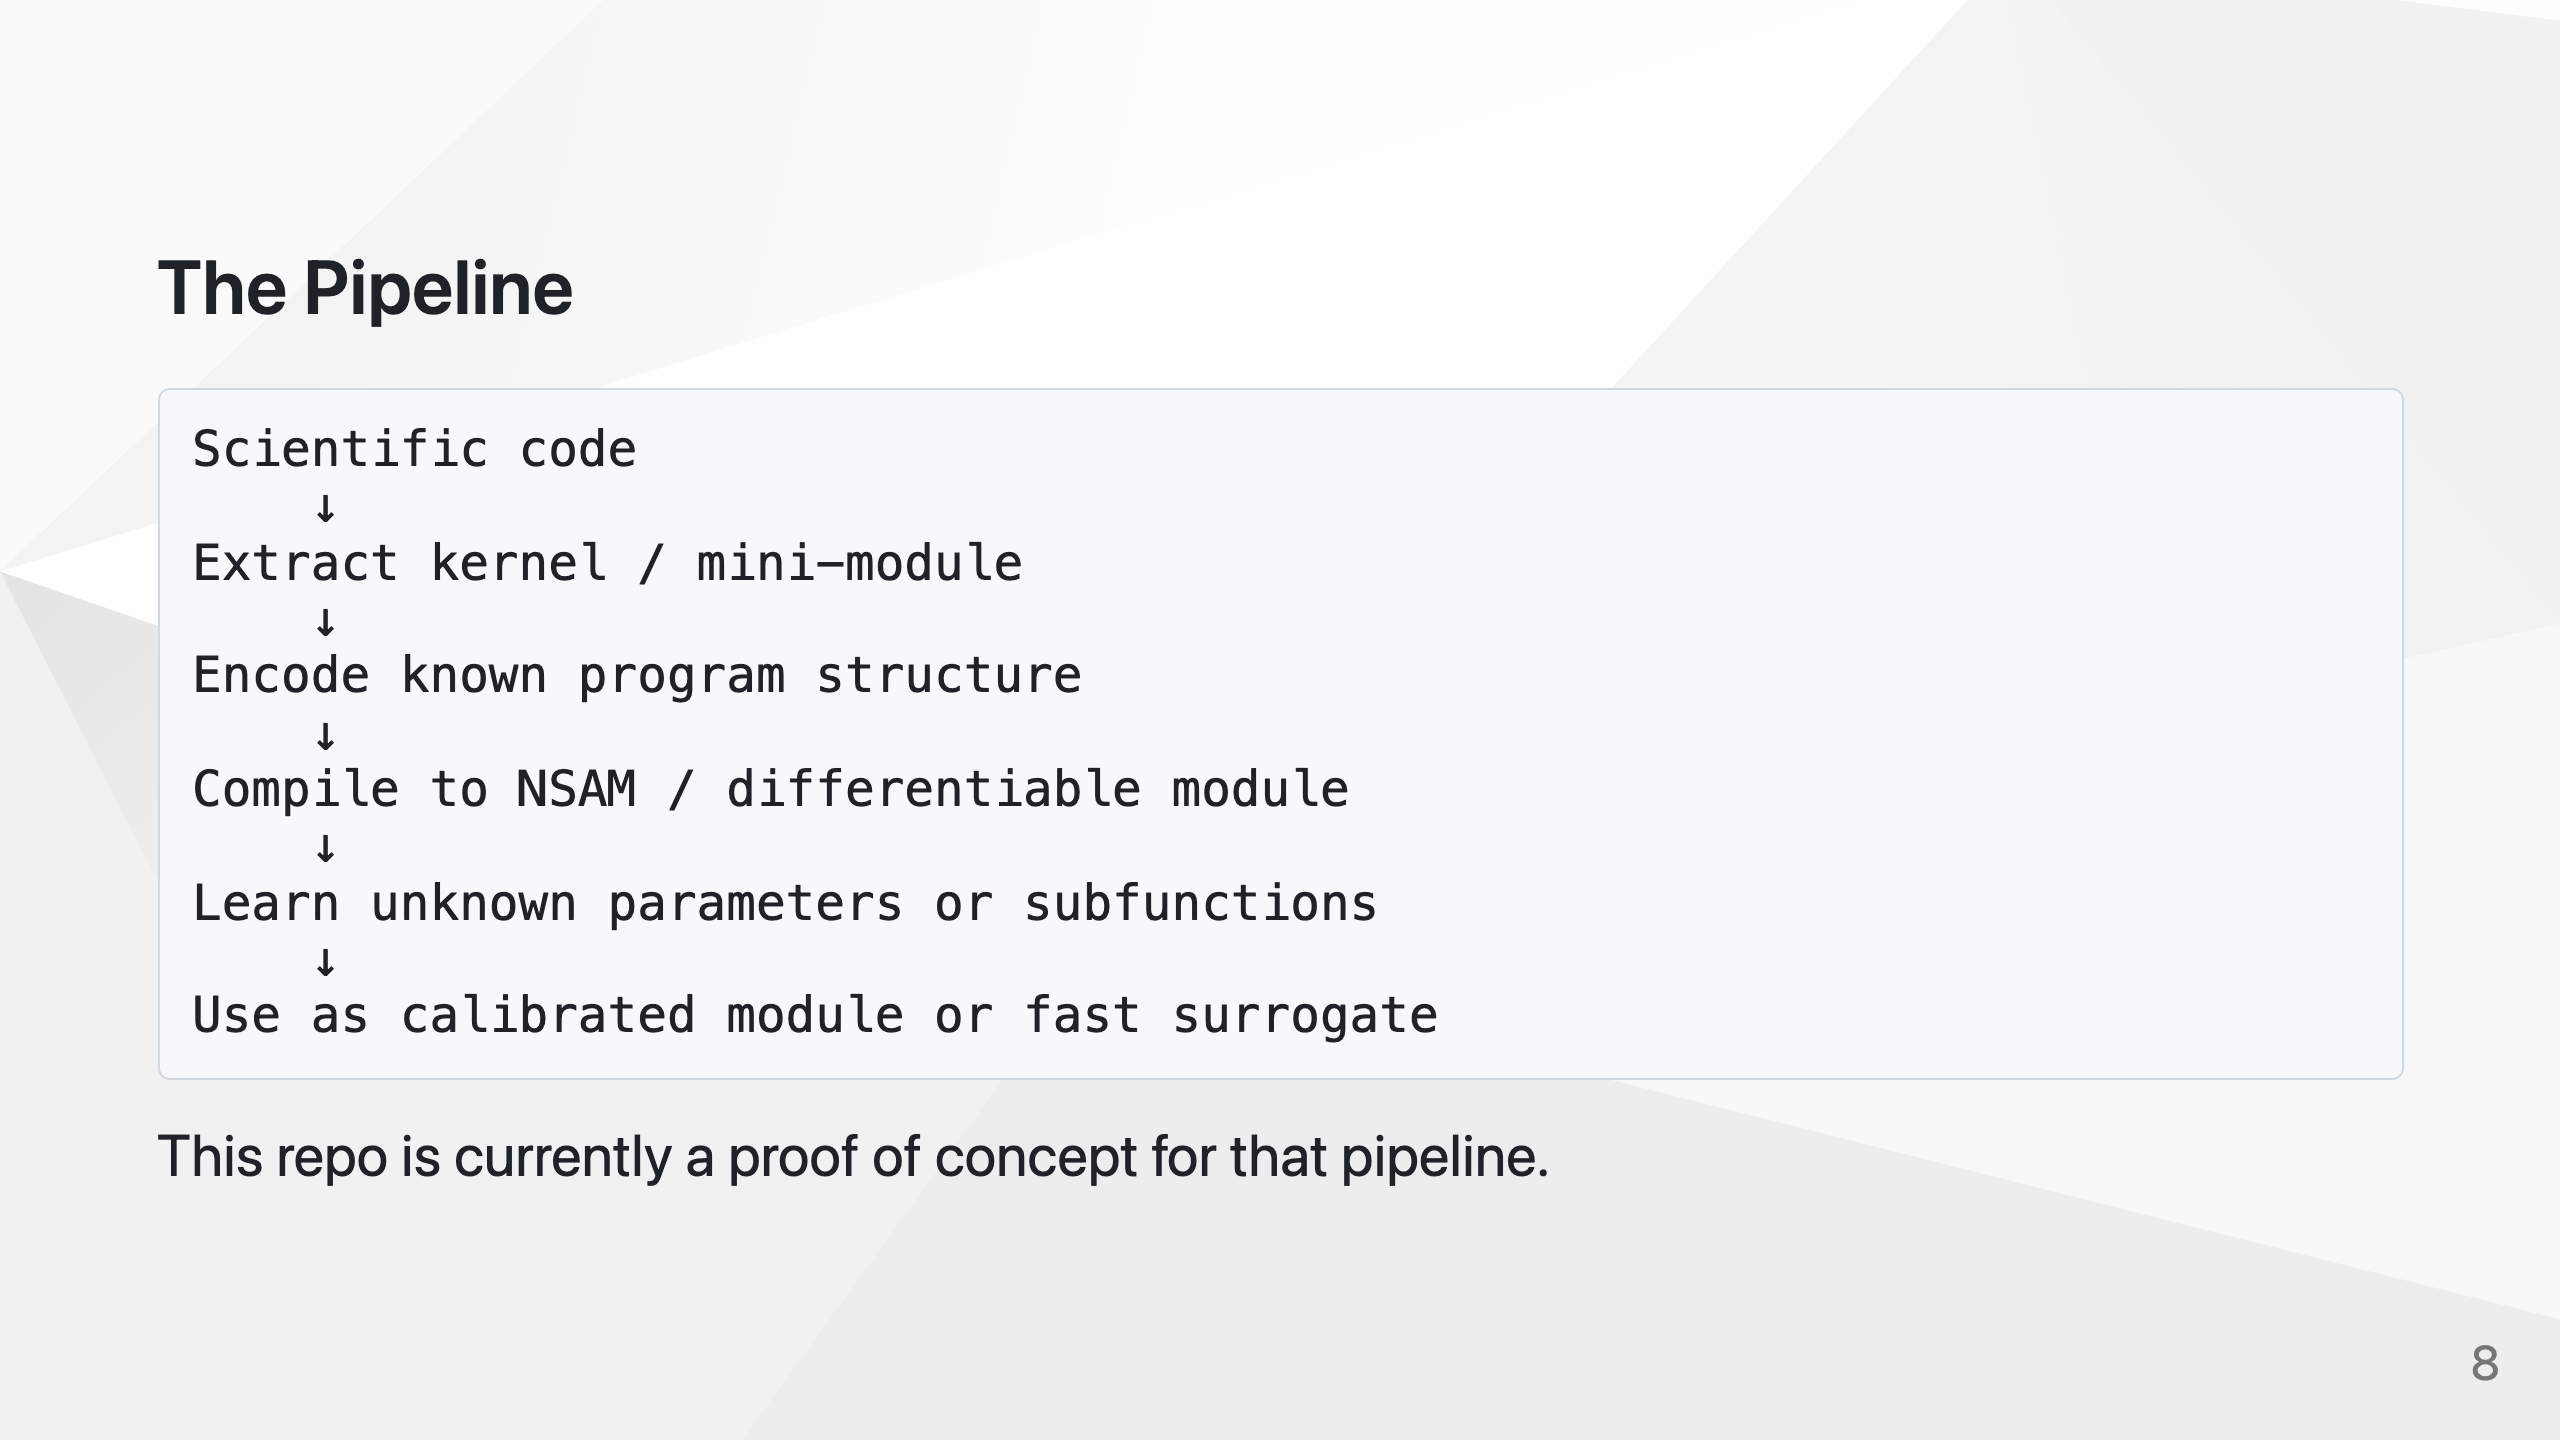 The Pipeline
Scientific code
↓
Extract kernel / mini-module
↓
Encode known program structure
↓
Compile to NSAM / differentiable module
↓
Learn unknown parameters or subfunctions
↓
Use as calibrated module or fast surrogate
This repo is currently a proof of concept for that pipeline.
8